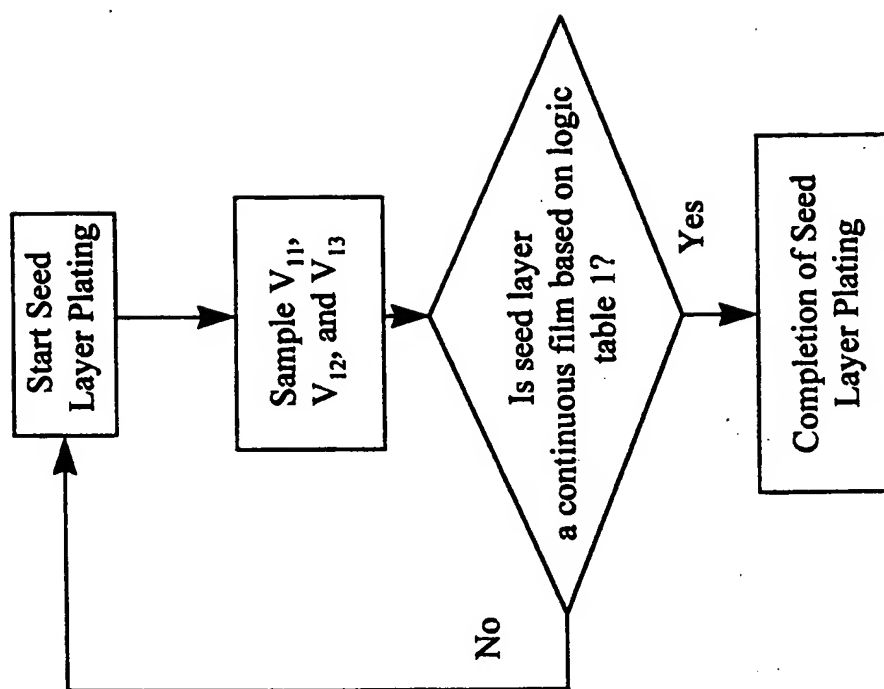 Start Seed
Layer Plating
Sample V₁₁,
V₁₂, and V₁₃
Is seed layer
a continuous film based on logic
table 1?
No
Yes
Completion of Seed
Layer Plating